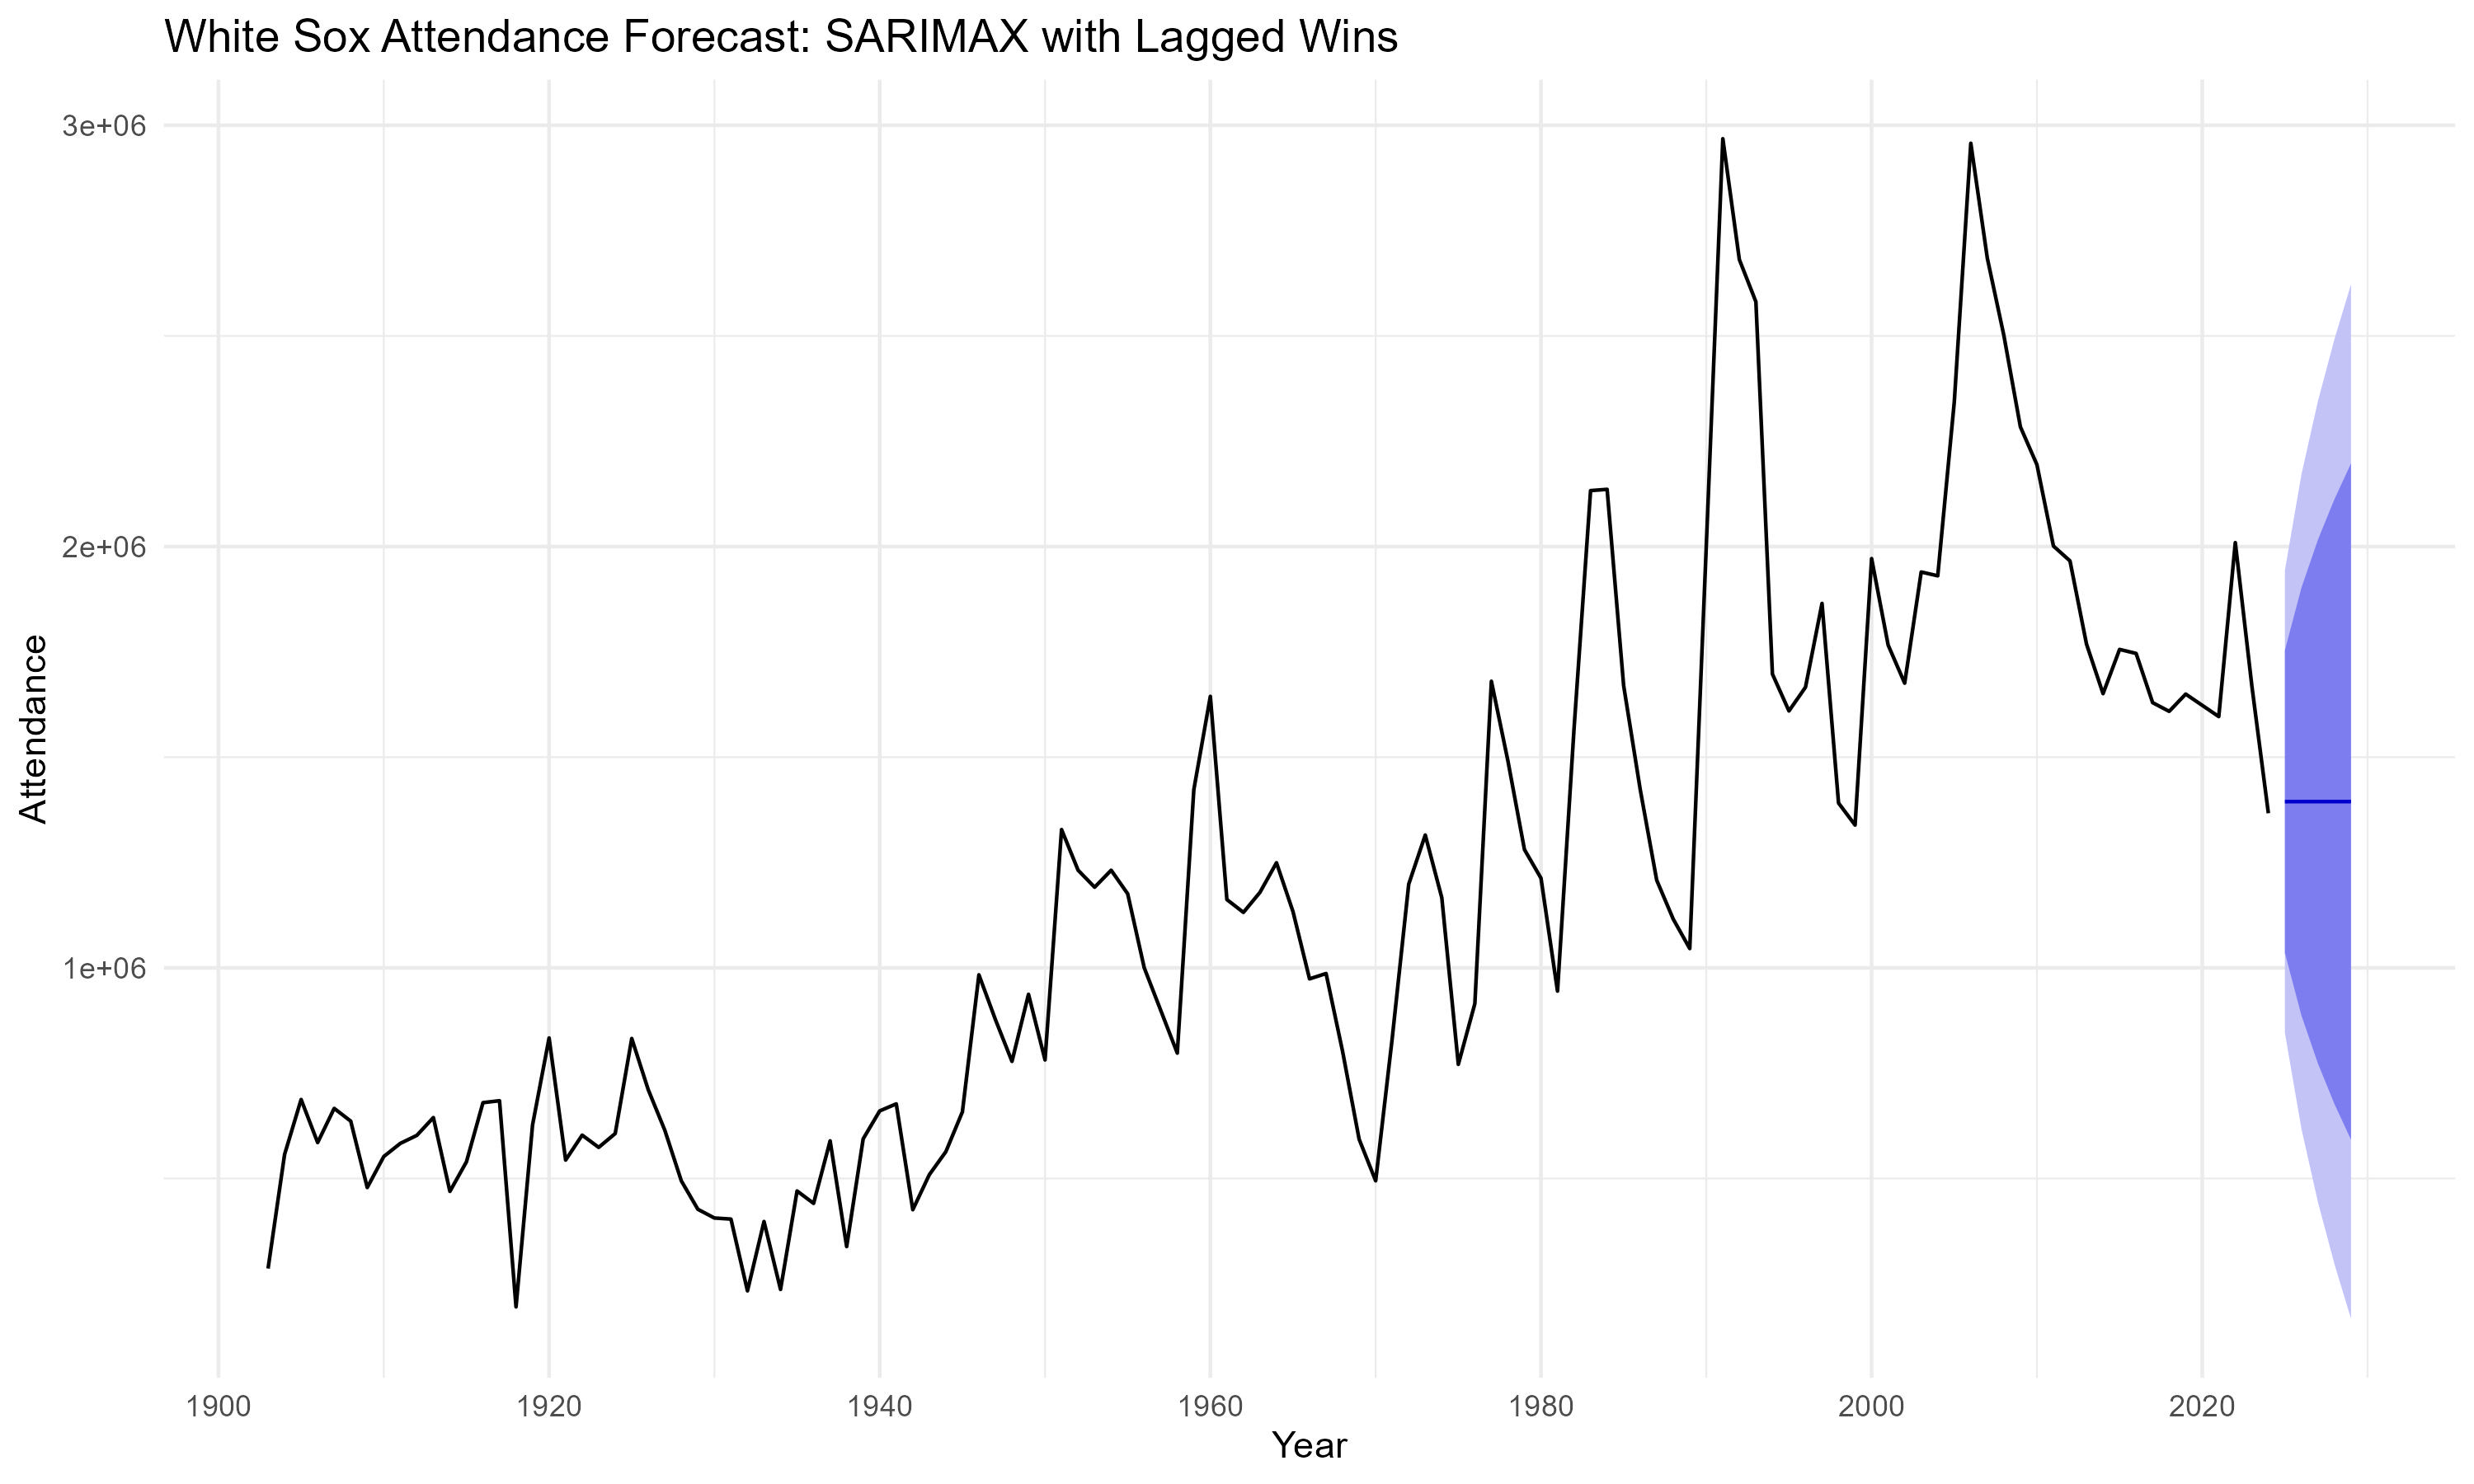 White Sox Attendance Forecast: SARIMAX with Lagged Wins
3e+06
2e+06
1e+06
Attendance
1900 1920 1940 1960 1980 2000 2020
Year